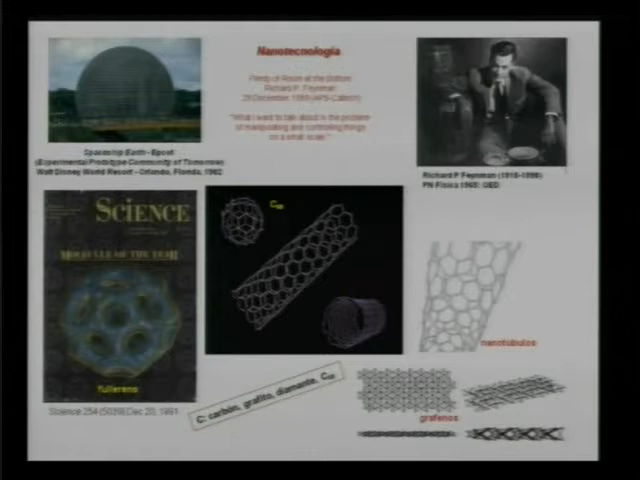 Nanotecnología
Plenty of Room at the Bottom
Richard P. Feynman
29 December 1959 (APS-Caltech)
"What I want to talk about is the problem
of manipulating and controlling things
on a small scale."
Spaceship Earth - Epcot
(Experimental Prototype Community of Tomorrow)
Walt Disney World Resort - Orlando, Florida, 1982
Richard P Feynman (1918-1988)
PN Física 1965: QED
SCIENCE
MOLECULE OF THE YEAR
fullereno
Science 254 (5039) Dec 20, 1991
C₆₀
nanotubulos
C: carbón, grafito, diamante, C₆₀
grafenos